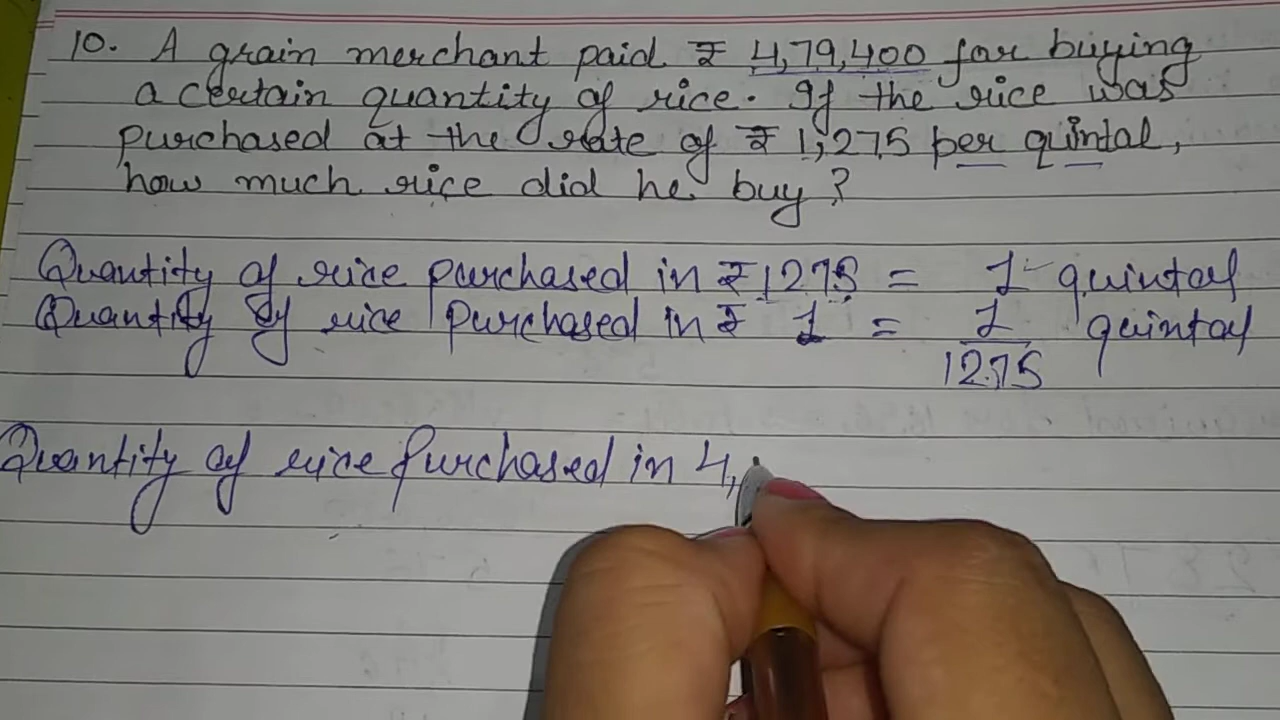 10. A grain merchant paid ₹ 4,79,400 for buying
a certain quantity of rice. If the rice was
purchased at the rate of ₹ 1,275 per quintal,
how much rice did he buy?
Quantity of rice purchased in ₹ 1275 = 1 quintal
Quantity of rice purchased in ₹ 1 = 1 quintal
1275
Quantity of rice purchased in 4,